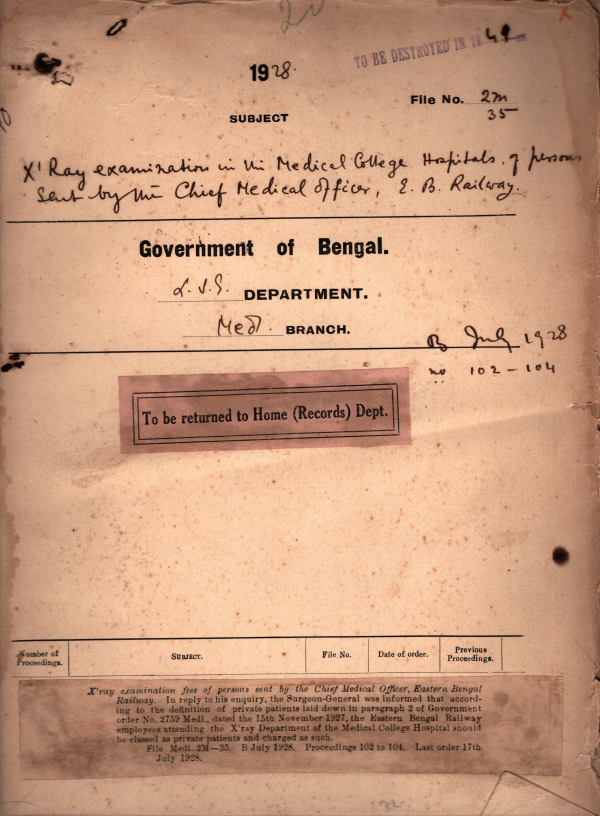 TO BE DESTROYED IN 19 49
1928.
File No. 2m
35
SUBJECT
X' Ray examination in the Medical College Hospitals of persons
sent by the Chief Medical Officer, E. B. Railway.
Government of Bengal.
L. S. G. DEPARTMENT.
Medl. BRANCH.
B July 1928
no 102 - 104
To be returned to Home (Records) Dept.
Number of Proceedings. SUBJECT. File No. Date of order. Previous Proceedings.
X'ray examination fees of persons sent by the Chief Medical Officer, Eastern Bengal
Railway. In reply to his enquiry, the Surgeon-General was informed that accord-
ing to the definition of private patients laid down in paragraph 2 of Government
order No. 2759 Medl., dated the 15th November 1927, the Eastern Bengal Railway
employees attending the X'ray Department of the Medical College Hospital should
be classed as private patients and charged as such.
File Medl. 2M—35. B July 1928. Proceedings 102 to 104. Last order 17th
July 1928.